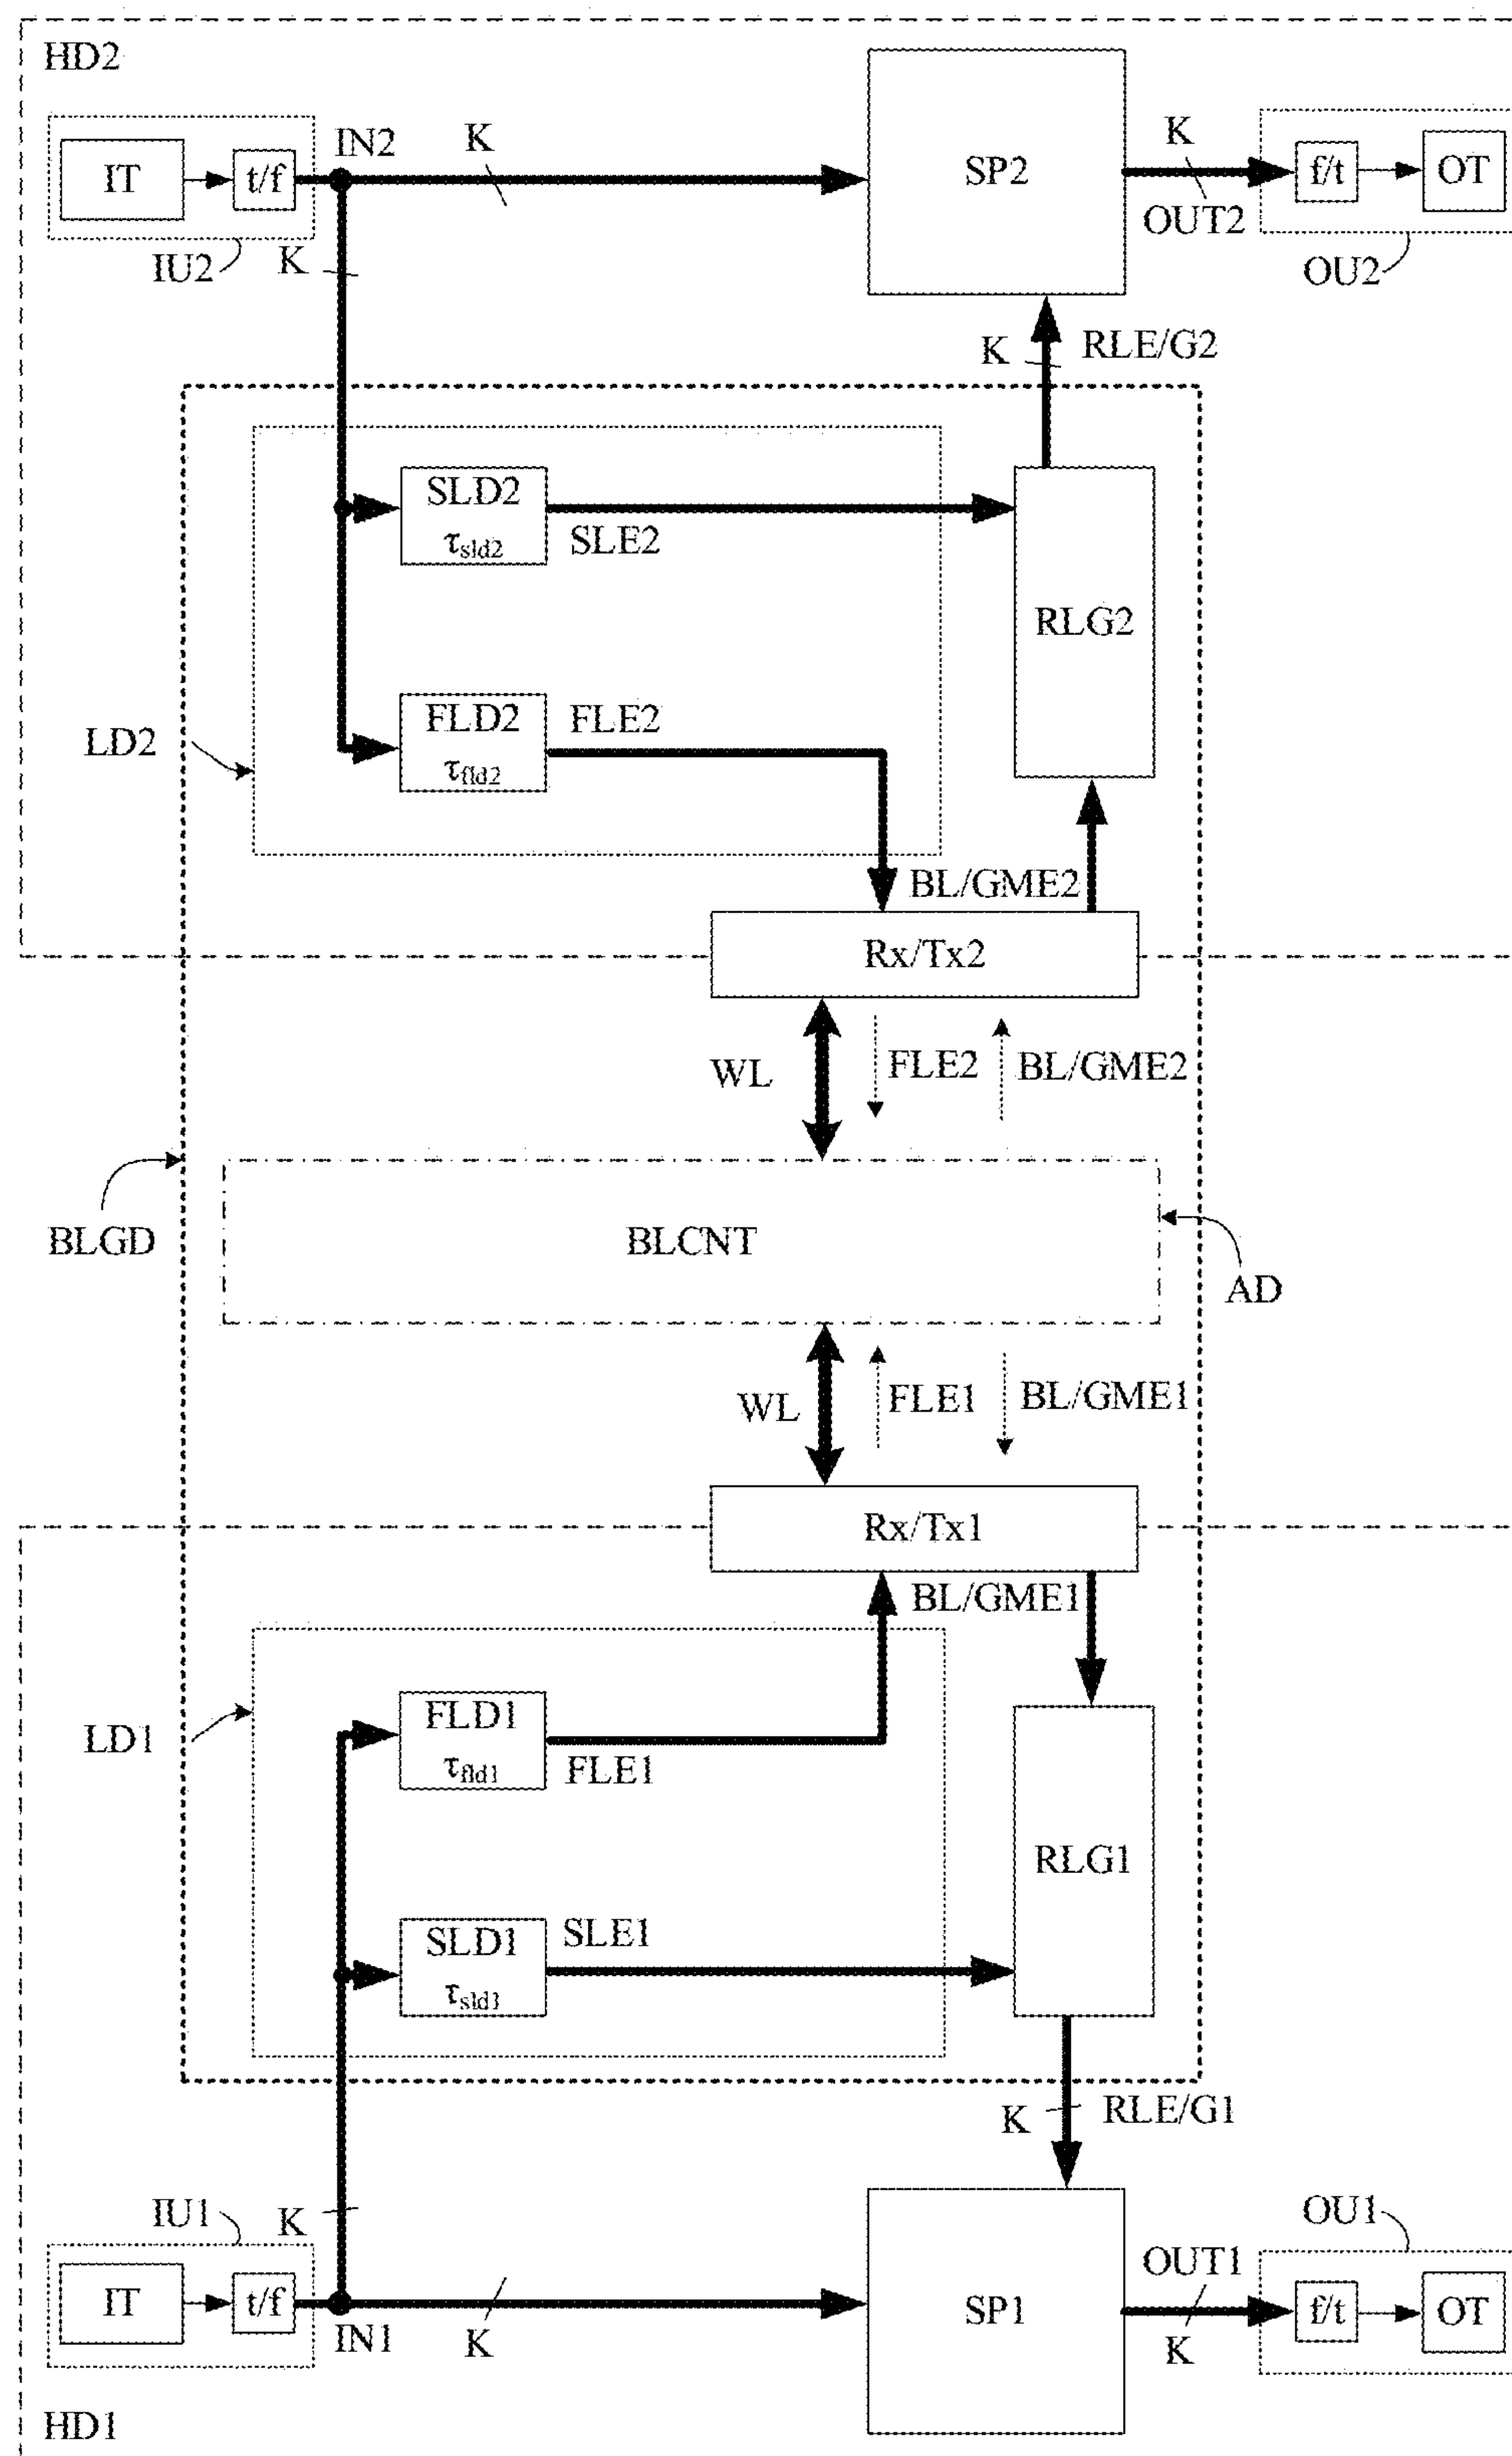 HD2
IT
t/f
IN2
K
SP2
K
OUT2
f/t
OT
IU2
K
OU2
K
RLE/G2
SLD2
τsld2
SLE2
RLG2
LD2
FLD2
τfld2
FLE2
BL/GME2
Rx/Tx2
WL
FLE2
BL/GME2
BLGD
BLCNT
AD
WL
FLE1
BL/GME1
Rx/Tx1
BL/GME1
LD1
FLD1
τfld1
FLE1
RLG1
SLD1
τsld1
SLE1
K
RLE/G1
IU1
K
OU1
IT
t/f
IN1
K
SP1
OUT1
K
f/t
OT
HD1